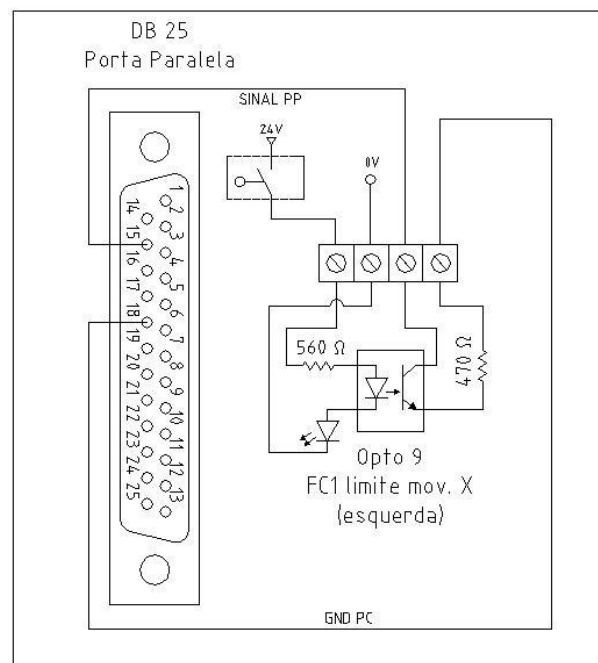 DB 25
Porta Paralela
SINAL PP
24V
0V
1
2
3
4
5
6
7
8
9
10
11
12
13
14
15
16
17
18
19
20
21
22
23
24
25
560 Ω
470 Ω
Opto 9
FC1 limite mov. X
(esquerda)
GND PC